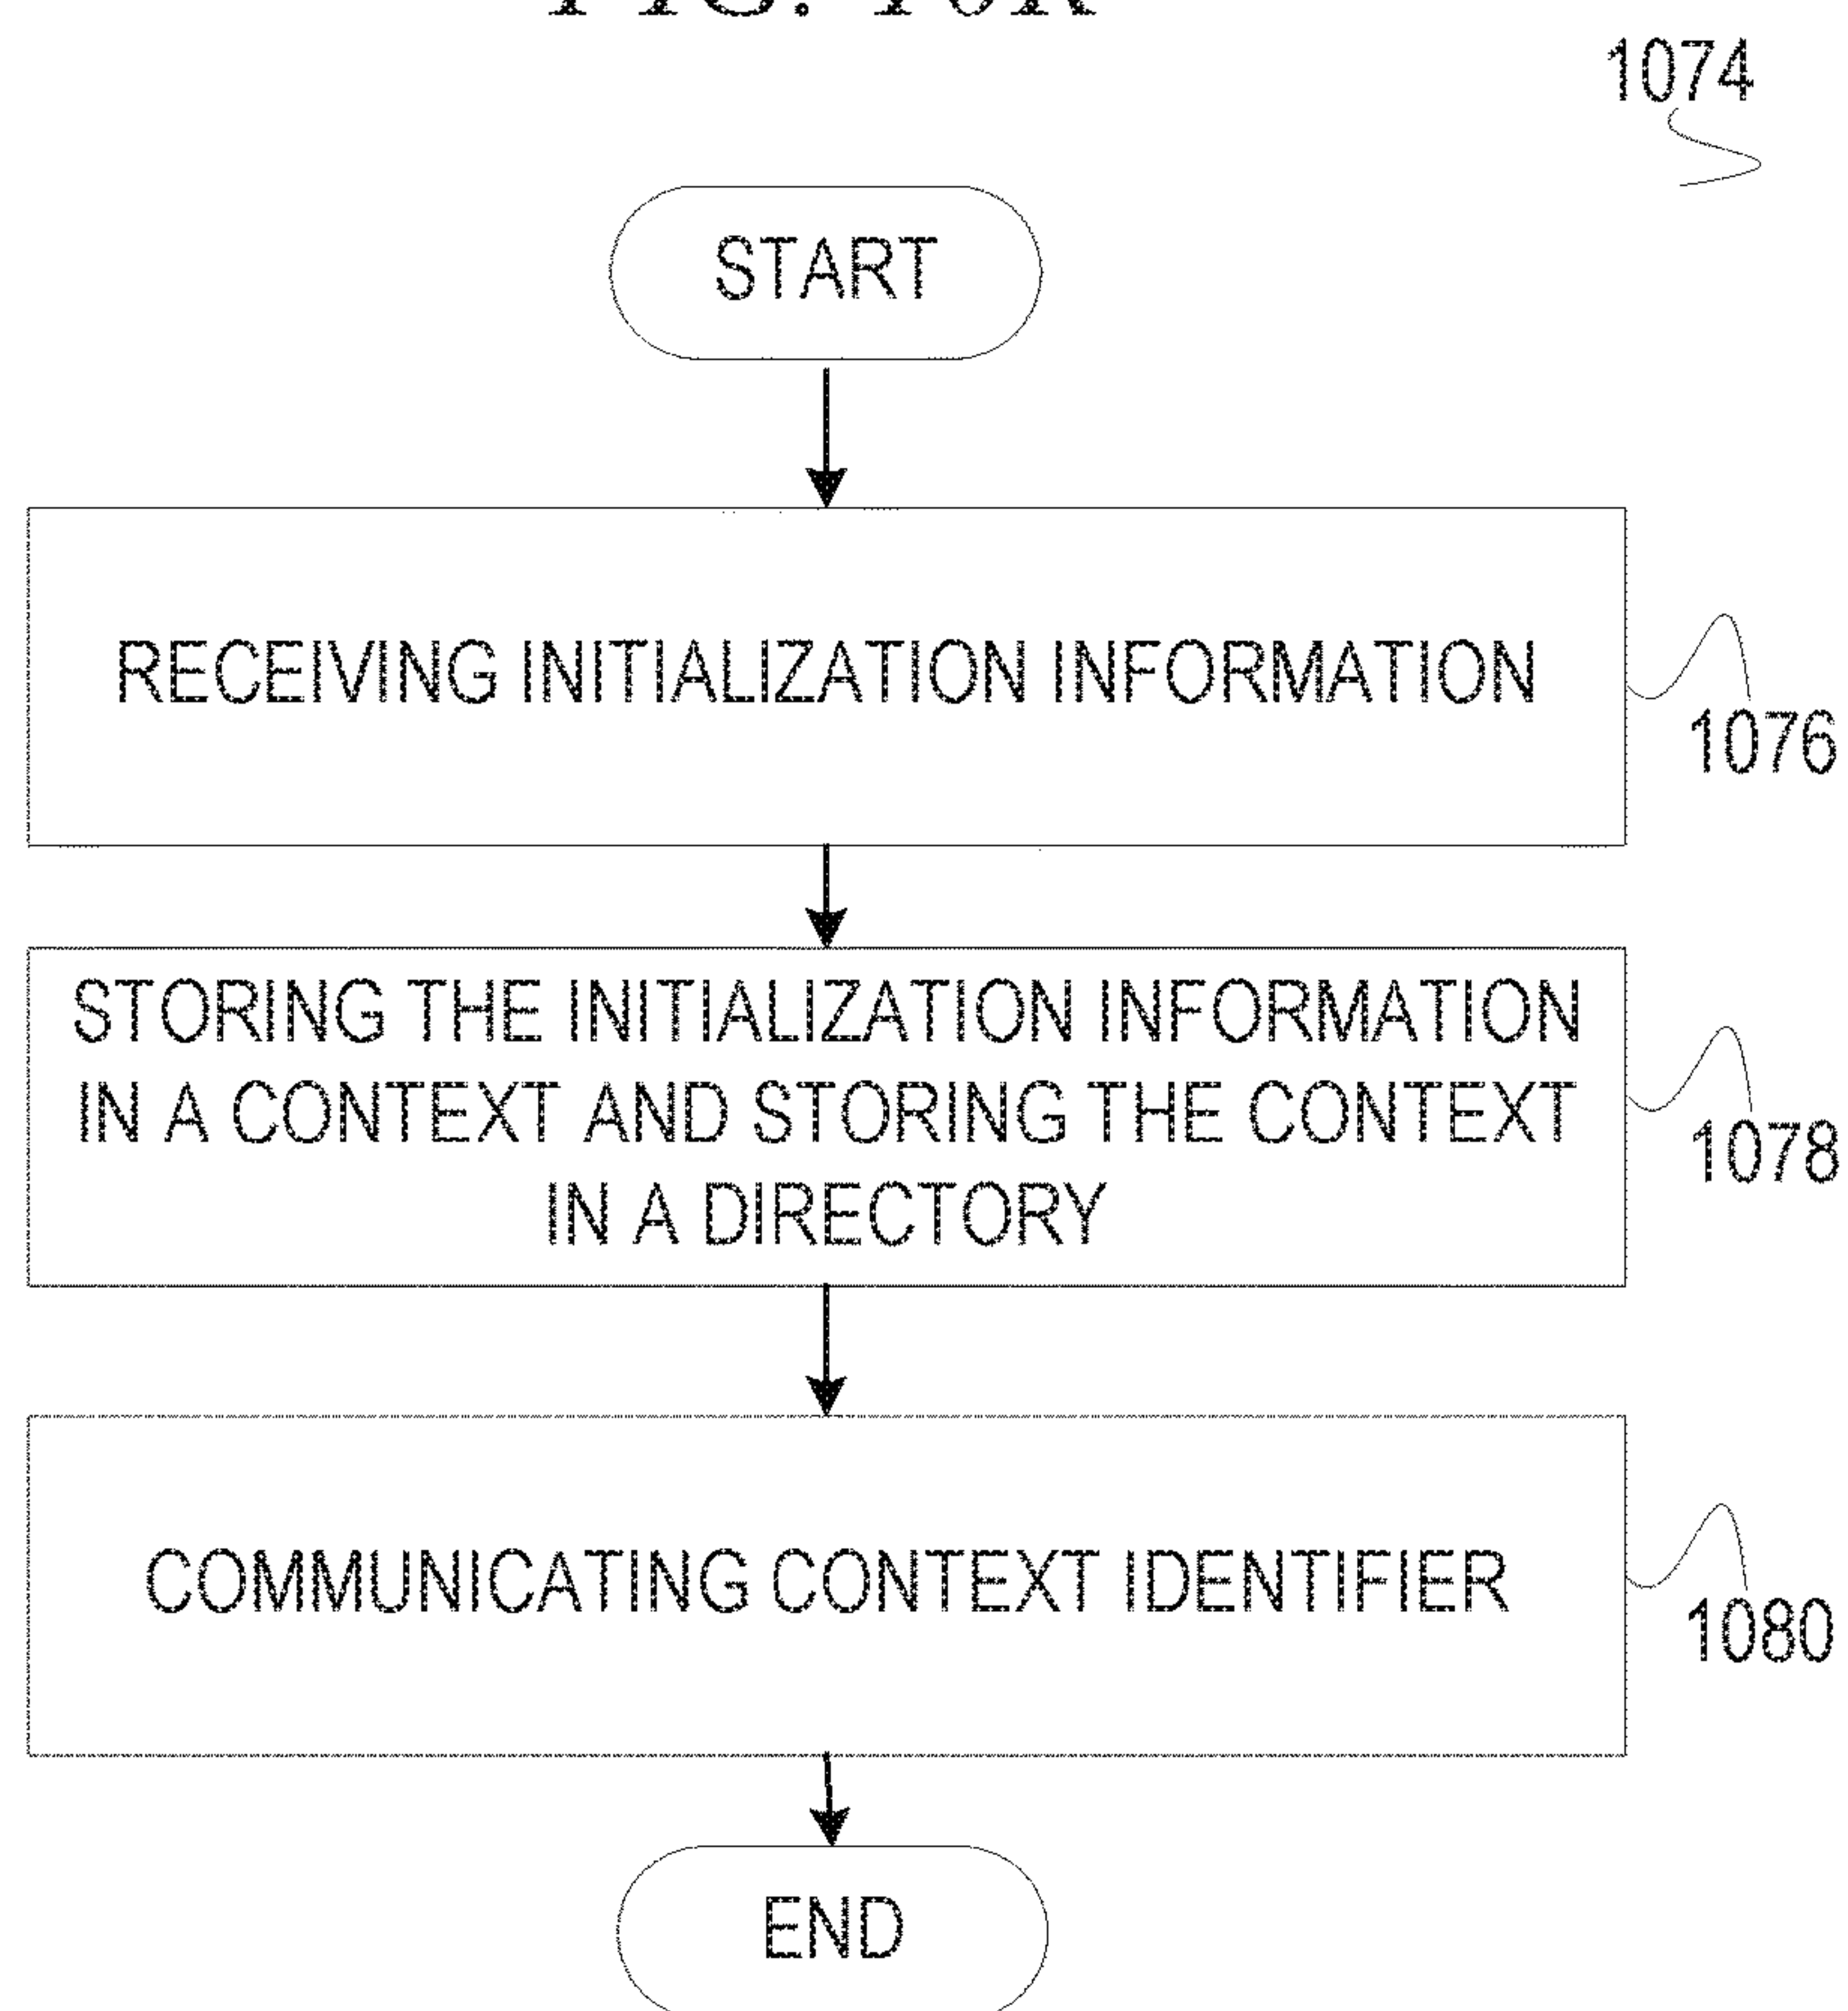 1074
START
RECEIVING INITIALIZATION INFORMATION
1076
STORING THE INITIALIZATION INFORMATION
IN A CONTEXT AND STORING THE CONTEXT
IN A DIRECTORY
1078
COMMUNICATING CONTEXT IDENTIFIER
1080
END